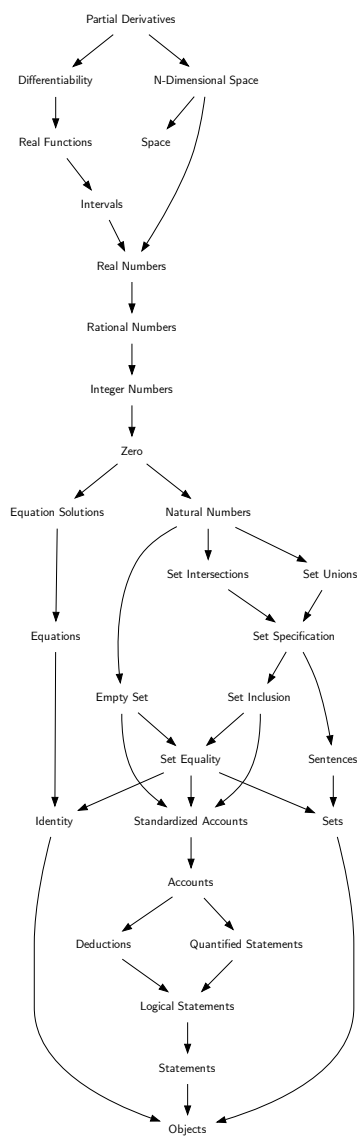 Partial Derivatives
Differentiability
N-Dimensional Space
Real Functions
Space
Intervals
Real Numbers
Rational Numbers
Integer Numbers
Zero
Equation Solutions
Natural Numbers
Set Intersections
Set Unions
Equations
Set Specification
Empty Set
Set Inclusion
Set Equality
Sentences
Identity
Standardized Accounts
Sets
Accounts
Deductions
Quantified Statements
Logical Statements
Statements
Objects